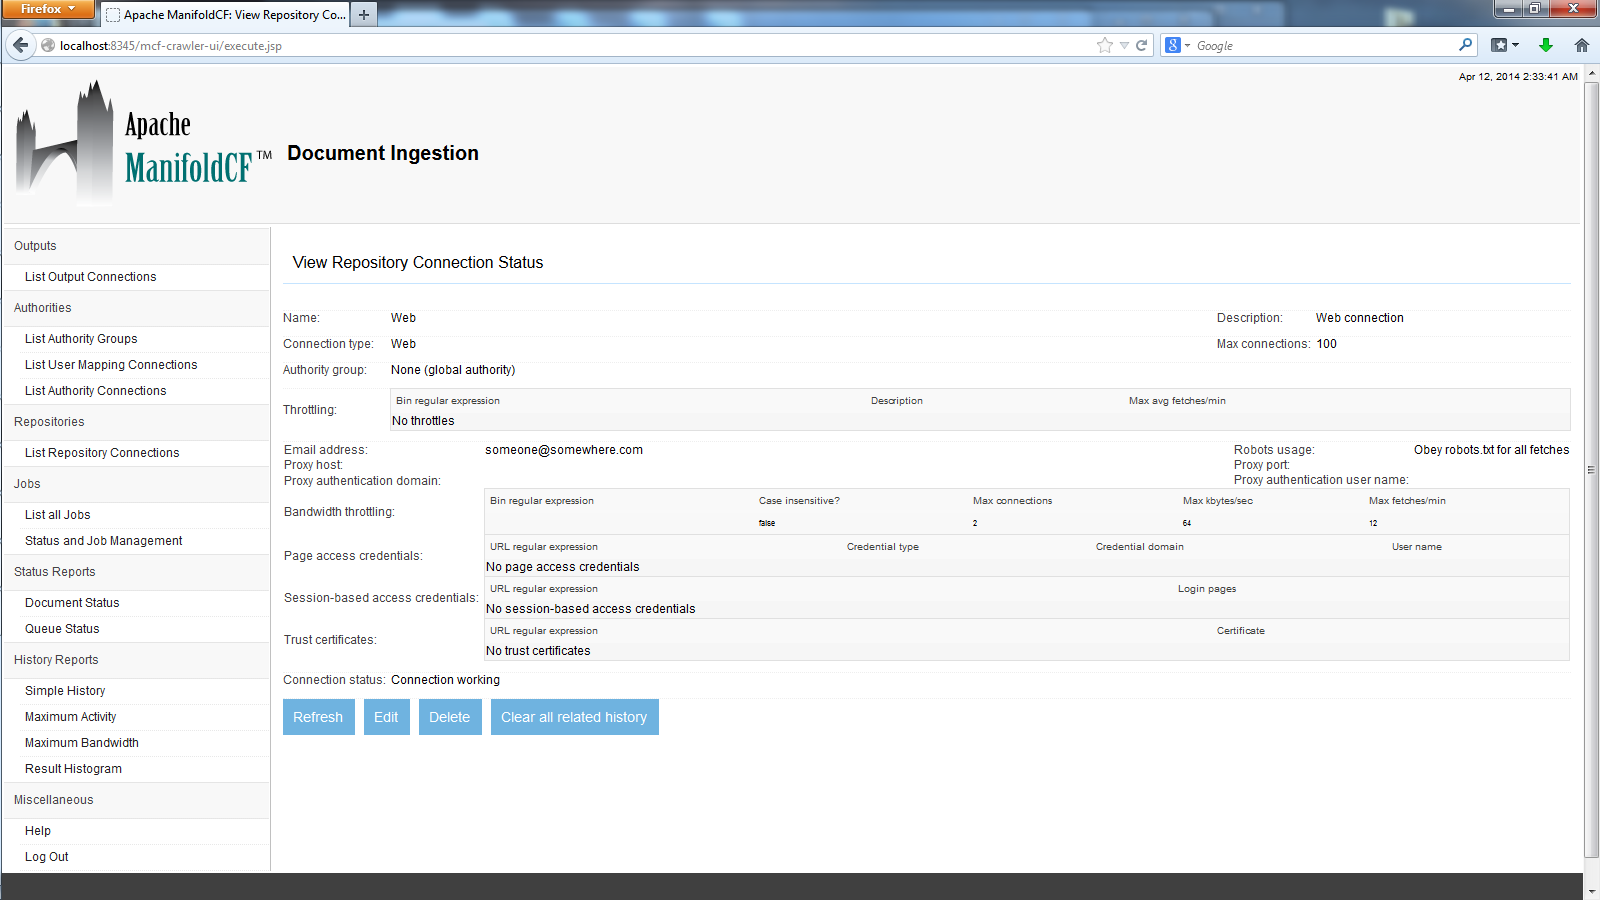 Firefox
Apache ManifoldCF: View Repository Co...
localhost:8345/mcf-crawler-ui/execute.jsp
Google
Apr 12, 2014 2:33:41 AM
Apache
ManifoldCF™
Document Ingestion
Outputs
List Output Connections
Authorities
List Authority Groups
List User Mapping Connections
List Authority Connections
Repositories
List Repository Connections
Jobs
List all Jobs
Status and Job Management
Status Reports
Document Status
Queue Status
History Reports
Simple History
Maximum Activity
Maximum Bandwidth
Result Histogram
Miscellaneous
Help
Log Out
View Repository Connection Status
Name: Web Description: Web connection
Connection type: Web Max connections: 100
Authority group: None (global authority)
Throttling:
Bin regular expression Description Max avg fetches/min
No throttles
Email address: someone@somewhere.com Robots usage: Obey robots.txt for all fetches
Proxy host: Proxy port:
Proxy authentication domain: Proxy authentication user name:
Bandwidth throttling:
Bin regular expression Case insensitive? Max connections Max kbytes/sec Max fetches/min
false 2 64 12
Page access credentials:
URL regular expression Credential type Credential domain User name
No page access credentials
Session-based access credentials:
URL regular expression Login pages
No session-based access credentials
Trust certificates:
URL regular expression Certificate
No trust certificates
Connection status: Connection working
Refresh Edit Delete Clear all related history